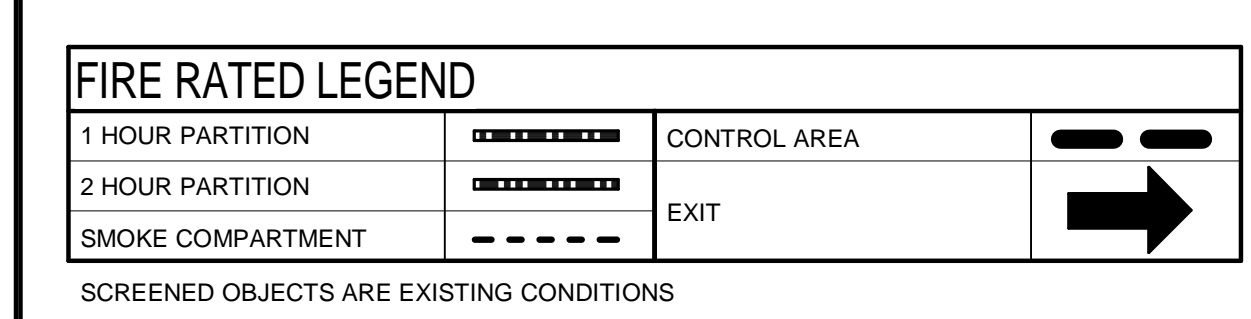 FIRE RATED LEGEND
1 HOUR PARTITION
2 HOUR PARTITION
SMOKE COMPARTMENT
CONTROL AREA
EXIT
SCREENED OBJECTS ARE EXISTING CONDITIONS